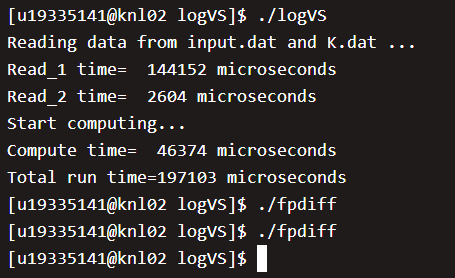 [u19335141@knl02 logVS]$ ./logVS
Reading data from input.dat and K.dat ...
Read_1 time=  144152 microseconds
Read_2 time=  2604 microseconds
Start computing...
Compute time=  46374 microseconds
Total run time=197103 microseconds
[u19335141@knl02 logVS]$ ./fpdiff
[u19335141@knl02 logVS]$ ./fpdiff
[u19335141@knl02 logVS]$